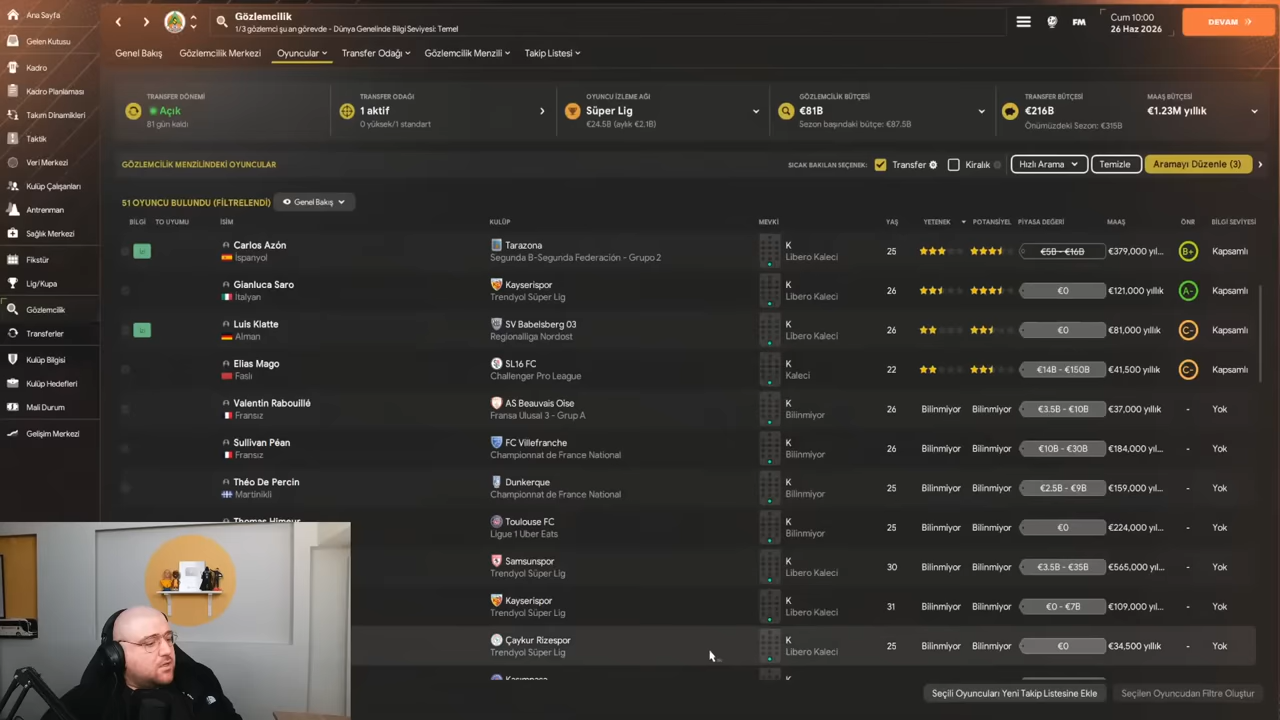 Ana Sayfa
Gelen Kutusu
Kadro
Kadro Planlaması
Takım Dinamikleri
Taktik
Veri Merkezi
Kulüp Çalışanları
Antrenman
Sağlık Merkezi
Fikstür
Lig/Kupa
Gözlemcilik
Transferler
Kulüp Bilgisi
Kulüp Hedefleri
Mali Durum
Gelişim Merkezi
Gözlemcilik
1/3 gözlemci şu an görevde - Dünya Genelinde Bilgi Seviyesi: Temel
FM
Cum 10:00
26 Haz 2026
DEVAM
Genel Bakış
Gözlemcilik Merkezi
Oyuncular
Transfer Odağı
Gözlemcilik Menzili
Takip Listesi
TRANSFER DÖNEMİ
Açık
81 gün kaldı
TRANSFER ODAĞI
1 aktif
0 yüksek/1 standart
OYUNCU İZLEME AĞI
Süper Lig
€24.5B (aylık €2.1B)
GÖZLEMCİLİK BÜTÇESİ
€81B
Sezon başındaki bütçe: €87.5B
TRANSFER BÜTÇESİ
€216B
Önümüzdeki Sezon: €315B
MAAŞ BÜTÇESİ
€1.23M yıllık
GÖZLEMCİLİK MENZİLİNDEKİ OYUNCULAR
SICAK BAKILAN SEÇENEK:
Transfer
Kiralık
Hızlı Arama
Temizle
Aramayı Düzenle (3)
51 OYUNCU BULUNDU (FİLTRELENDİ)
Genel Bakış
BİLGİ TO UYUMU İSİM KULÜP MEVKİ YAŞ YETENEK POTANSİYEL PİYASA DEĞERİ MAAŞ ÖNR BİLGİ SEVİYESİ
Carlos Azón Tarazona K 25 €5B - €16B €379,000 yıl... B+ Kapsamlı
İspanyol Segunda B-Segunda Federación - Grupo 2 Libero Kaleci
Gianluca Saro Kayserispor K 26 €0 €121,000 yıllık A- Kapsamlı
İtalyan Trendyol Süper Lig Libero Kaleci
Luis Klatte SV Babelsberg 03 K 26 €0 €81,000 yıllık C- Kapsamlı
Alman Regionalliga Nordost Libero Kaleci
Elias Mago SL16 FC K 22 €14B - €150B €41,500 yıllık C- Kapsamlı
Faslı Challenger Pro League Kaleci
Valentin Rabouillé AS Beauvais Oise K 26 Bilinmiyor Bilinmiyor €3.5B - €10B €37,000 yıllık - Yok
Fransız Fransa Ulusal 3 - Grup A Bilinmiyor
Sullivan Péan FC Villefranche K 26 Bilinmiyor Bilinmiyor €10B - €30B €184,000 yıl... - Yok
Fransız Championnat de France National Bilinmiyor
Théo De Percin Dunkerque K 25 Bilinmiyor Bilinmiyor €2.5B - €9B €159,000 yıl... - Yok
Martinikli Championnat de France National Bilinmiyor
Thomas Himeur Toulouse FC K 25 Bilinmiyor Bilinmiyor €0 €224,000 yıl... - Yok
Ligue 1 Uber Eats Bilinmiyor
Samsunspor K 30 Bilinmiyor Bilinmiyor €3.5B - €35B €565,000 yıl... - Yok
Trendyol Süper Lig Libero Kaleci
Kayserispor K 31 Bilinmiyor Bilinmiyor €0 - €7B €109,000 yıl... - Yok
Trendyol Süper Lig Libero Kaleci
Çaykur Rizespor K 25 Bilinmiyor Bilinmiyor €0 €34,500 yıllık - Yok
Trendyol Süper Lig Libero Kaleci
Kasımpaşa K
Seçili Oyuncuları Yeni Takip Listesine Ekle
Seçilen Oyuncudan Filtre Oluştur